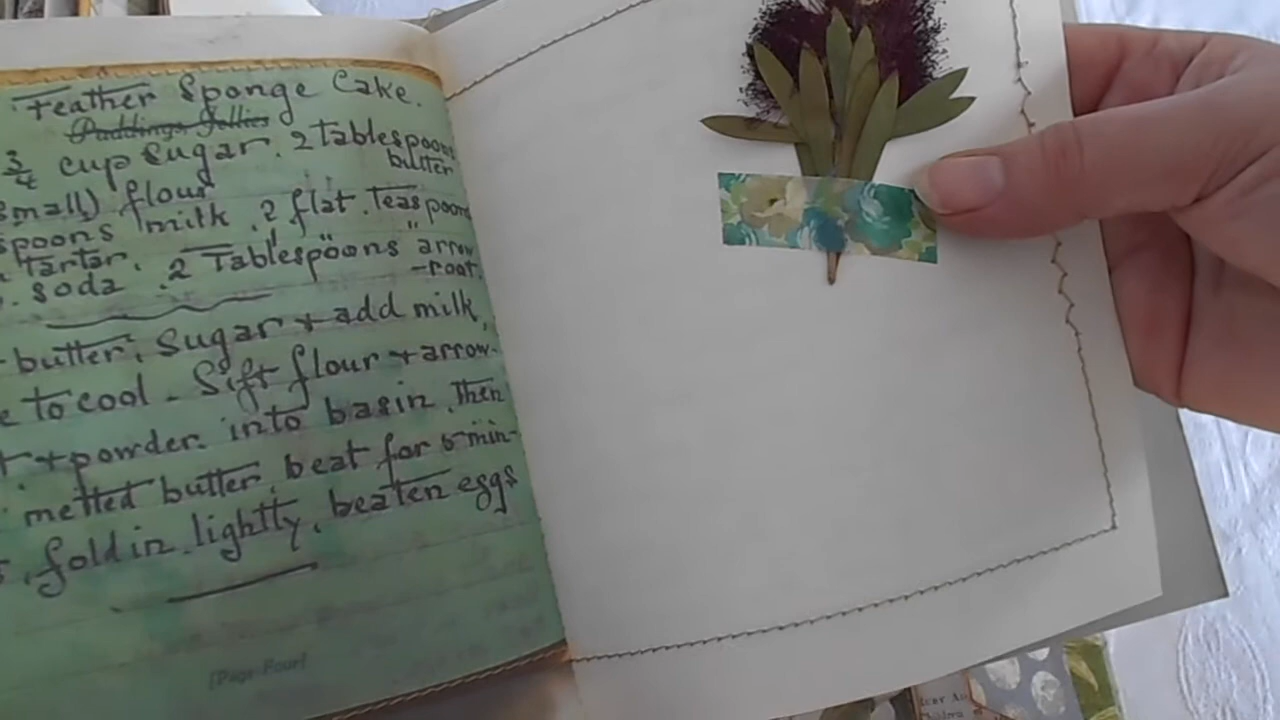 Feather Sponge Cake.
Puddings Jellies
3/4 cup sugar. 2 Tablespoons
butter
small) flour
spoons milk. 2 flat. Teaspoons
tartar. " "
. soda. 2 Tablespoons arrow
-root.
butter, Sugar + add milk,
to cool - Sift flour + arrow-
+ powder. into basin. Then
melted butter, beat for min-
, fold in lightly, beaten eggs
[Page Four]